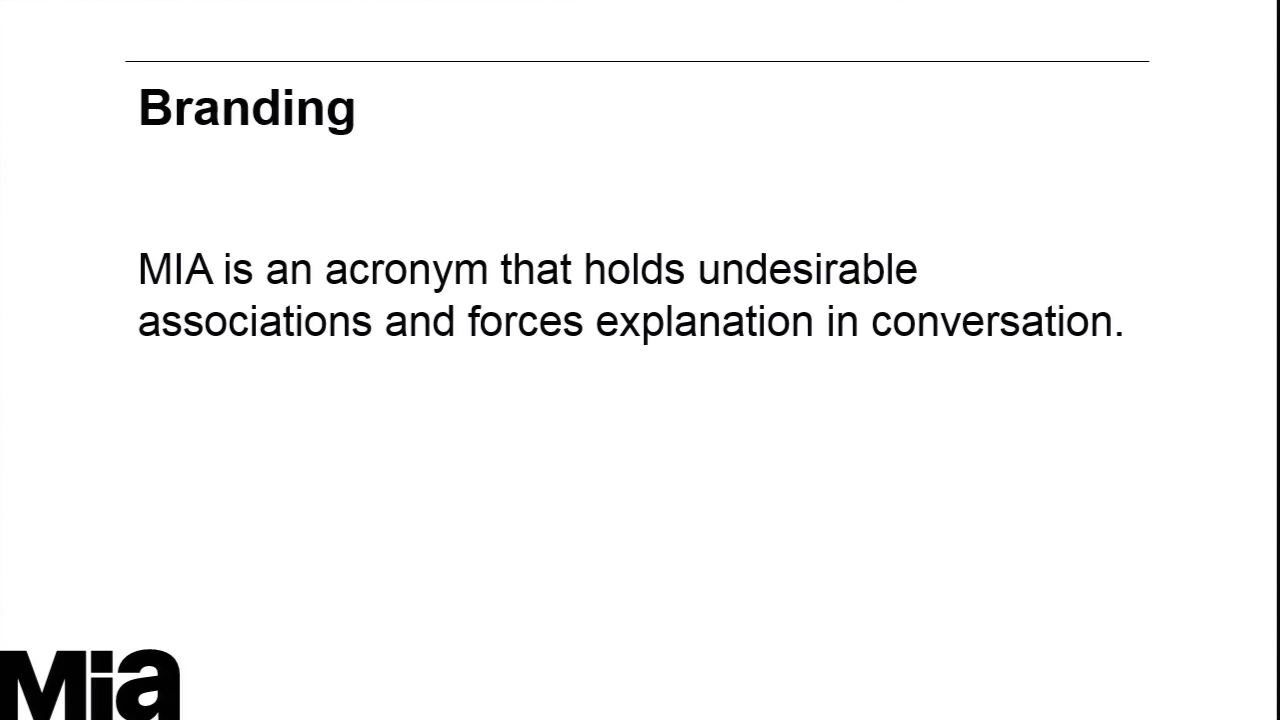 Branding
MIA is an acronym that holds undesirable
associations and forces explanation in conversation.
Mia